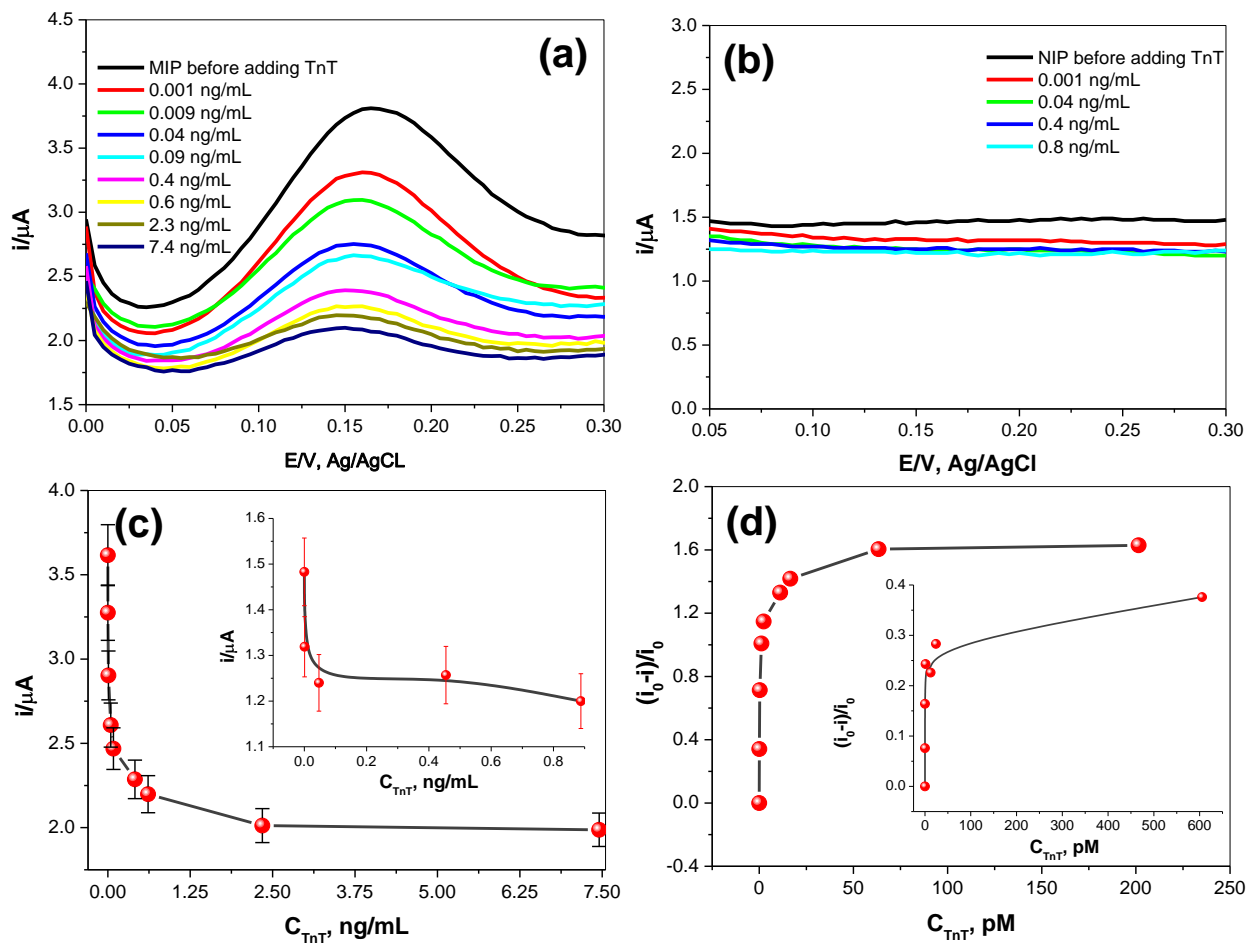 (a)
MIP before adding TnT
0.001 ng/mL
0.009 ng/mL
0.04 ng/mL
0.09 ng/mL
0.4 ng/mL
0.6 ng/mL
2.3 ng/mL
7.4 ng/mL
4.5
4.0
3.5
3.0
2.5
2.0
1.5
i/μA
0.00 0.05 0.10 0.15 0.20 0.25 0.30
E/V, Ag/AgCL
(b)
NIP before adding TnT
0.001 ng/mL
0.04 ng/mL
0.4 ng/mL
0.8 ng/mL
3.0
2.5
2.0
1.5
1.0
0.5
0.0
i/μA
0.05 0.10 0.15 0.20 0.25 0.30
E/V, Ag/AgCl
(c)
4.0
3.5
3.0
2.5
2.0
i/μA
0.00 1.25 2.50 3.75 5.00 6.25 7.50
C_TnT, ng/mL
1.6
1.5
1.4
1.3
1.2
1.1
i/μA
0.0 0.2 0.4 0.6 0.8
C_TnT, ng/mL
(d)
2.0
1.6
1.2
0.8
0.4
0.0
-0.4
(i₀-i)/i₀
0 50 100 150 200 250
C_TnT, pM
0.4
0.3
0.2
0.1
0.0
(i₀-i)/i₀
0 100 200 300 400 500 600
C_TnT, pM